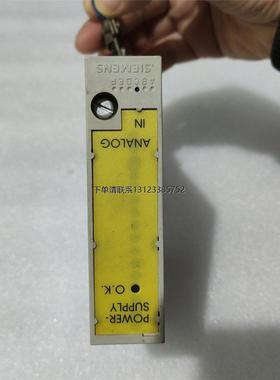 ABCDEF
SIEMENS
IN
ANALOG
下单请联系13123385752
O.K.
POWER-
SUPPLY